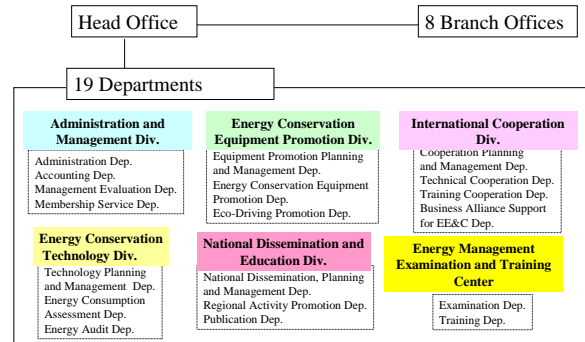 Head Office
8 Branch Offices
19 Departments
Administration and
Management Div.
Administration Dep.
Accounting Dep.
Management Evaluation Dep.
Membership Service Dep.
Energy Conservation
Equipment Promotion Div.
Equipment Promotion Planning
and Management Dep.
Energy Conservation Equipment
Promotion Dep.
Eco-Driving Promotion Dep.
International Cooperation
Div.
Cooperation Planning
and Management Dep.
Technical Cooperation Dep.
Training Cooperation Dep.
Business Alliance Support
for EE&C Dep.
Energy Conservation
Technology Div.
Technology Planning
and Management Dep.
Energy Consumption
Assessment Dep.
Energy Audit Dep.
National Dissemination and
Education Div.
National Dissemination, Planning
and Management Dep.
Regional Activity Promotion Dep.
Publication Dep.
Energy Management
Examination and Training
Center
Examination Dep.
Training Dep.